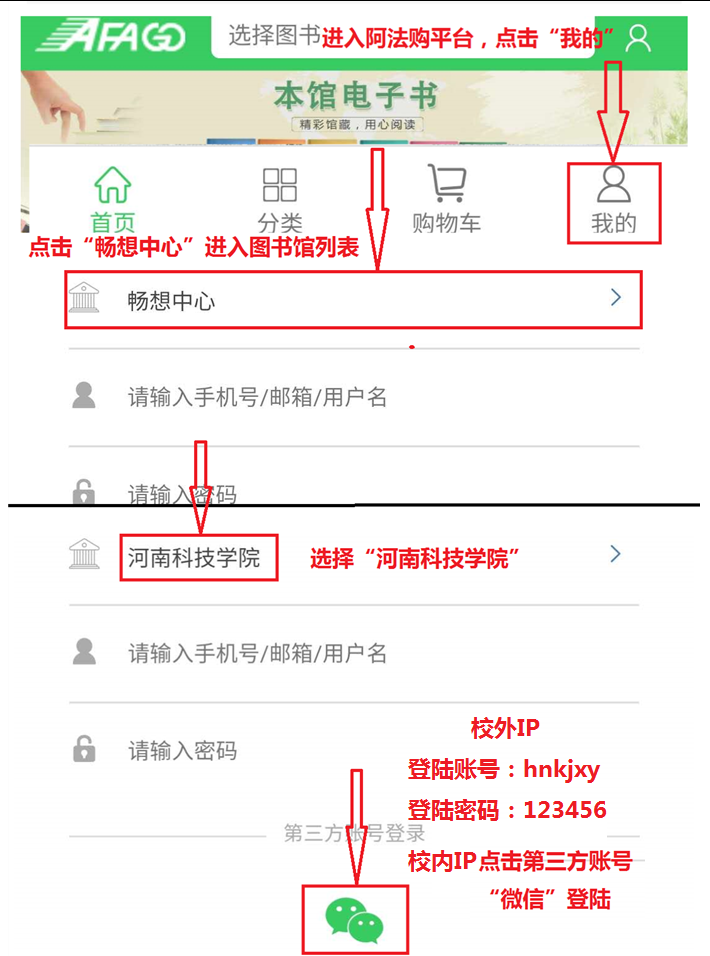 AFAGO 选择图书进入阿法购平台，点击“我的”
本馆电子书
精彩馆藏，用心阅读
首页 分类 购物车 我的
点击“畅想中心”进入图书馆列表
畅想中心
请输入手机号/邮箱/用户名
请输入密码
河南科技学院 选择“河南科技学院”
请输入手机号/邮箱/用户名
校外IP
请输入密码
登陆账号：hnkjxy
登陆密码：123456
第三方账号登录
校内IP点击第三方账号
“微信”登陆